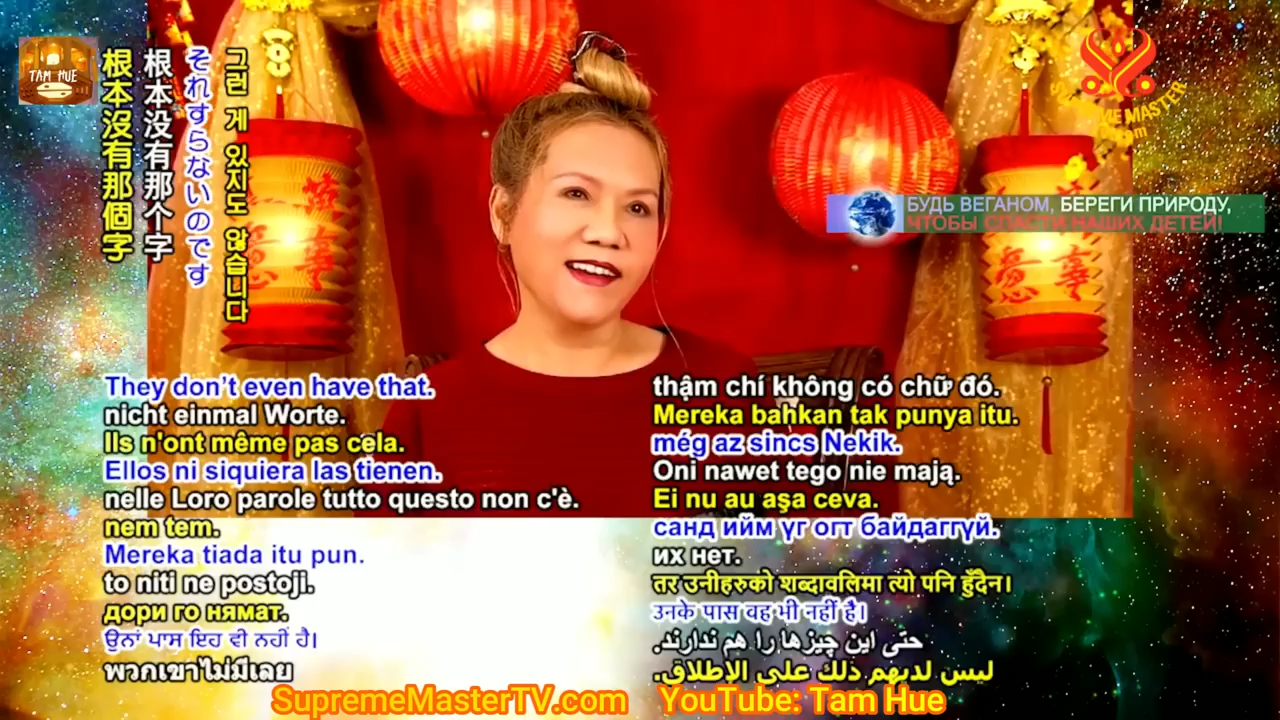 TAM HUE
根本沒有那個字
根本没有那个字
それすらないのです
그런 게 있지도 않습니다
SUPREME MASTER
БУДЬ ВЕГАНОМ, БЕРЕГИ ПРИРОДУ,
ЧТОБЫ СПАСТИ НАШИХ ДЕТЕЙ!
They don't even have that.
nicht einmal Worte.
Ils n'ont même pas cela.
Ellos ni siquiera las tienen.
nelle Loro parole tutto questo non c'è.
nem tem.
Mereka tiada itu pun.
to niti ne postoji.
дори го нямат.
ਉਨਾਂ ਪਾਸ ਇਹ ਵੀ ਨਹੀਂ ਹੈ।
พวกเขาไม่มีเลย
thậm chí không có chữ đó.
Mereka bahkan tak punya itu.
még az sincs Nekik.
Oni nawet tego nie mają.
Ei nu au aşa ceva.
санд ийм үг огт байдаггүй.
их нет.
तर उनीहरुको शब्दावलिमा त्यो पनि हुँदैन।
उनके पास वह भी नहीं है।
حتّی این چیزها را هم ندارند.
ليس لديهم ذلك على الإطلاق.
SupremeMasterTV.com YouTube: Tam Hue